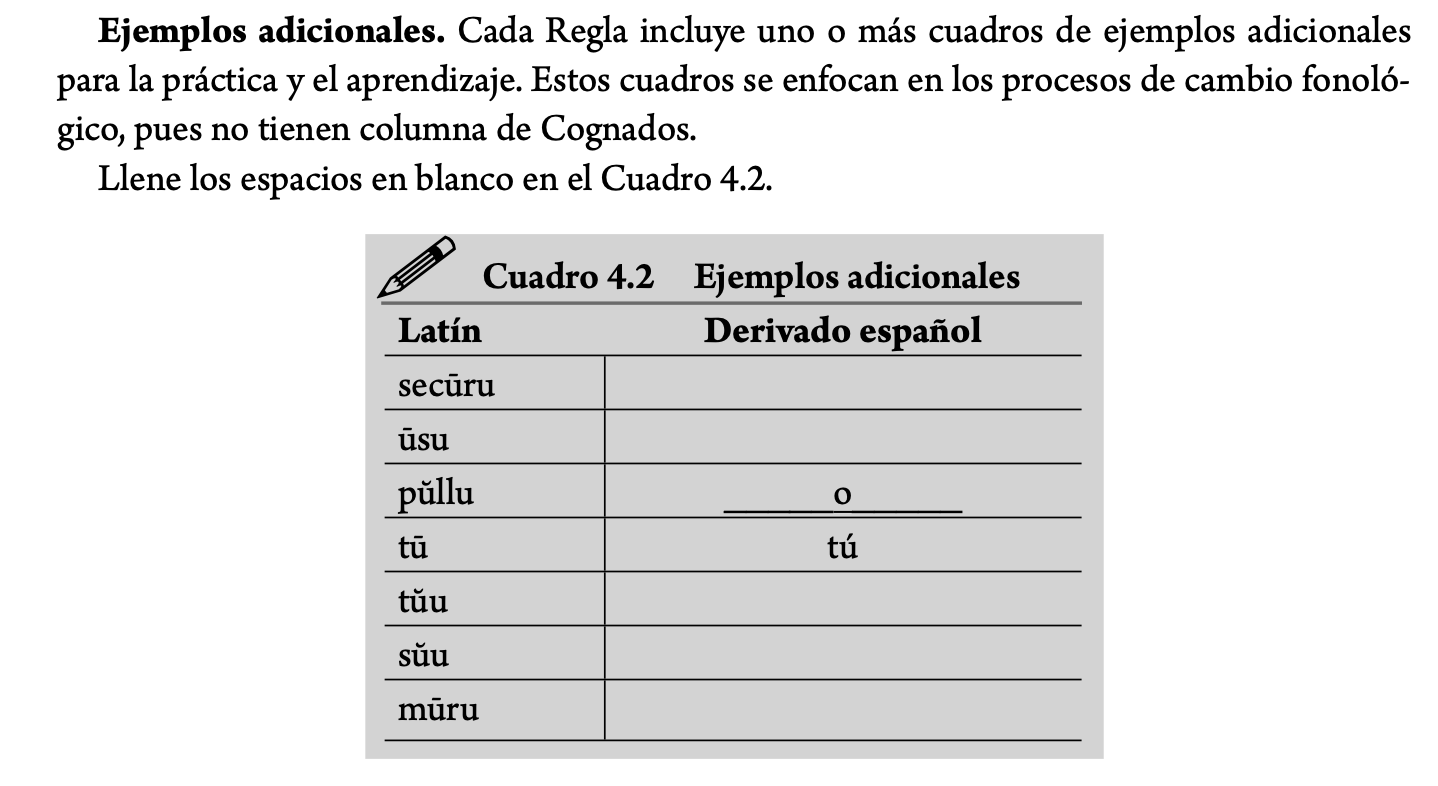 Ejemplos adicionales. Cada Regla incluye uno o más cuadros de ejemplos adicionales
para la práctica y el aprendizaje. Estos cuadros se enfocan en los procesos de cambio fonoló-
gico, pues no tienen columna de Cognados.
Llene los espacios en blanco en el Cuadro 4.2.
Cuadro 4.2 Ejemplos adicionales
Latín Derivado español
secūru
ūsu
pŭllu ______o______
tū tú
tŭu
sŭu
mūru